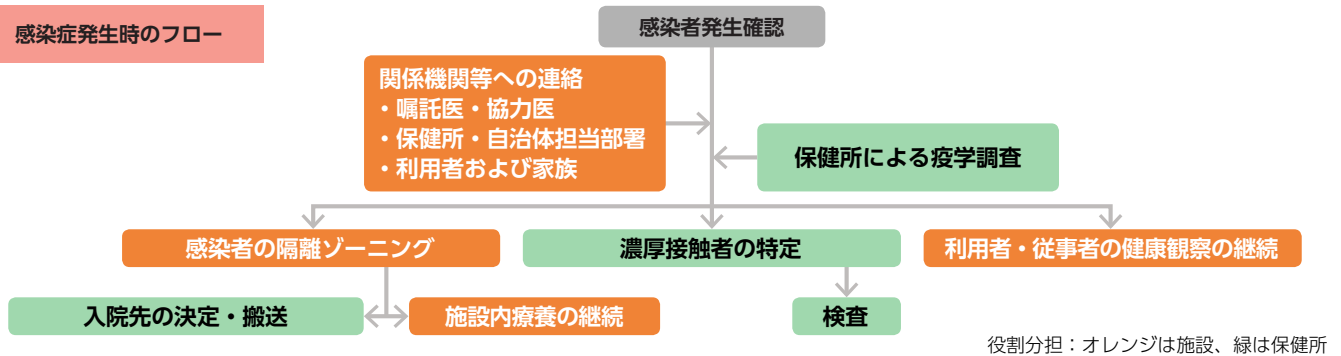 感染症発生時のフロー
感染者発生確認
関係機関等への連絡
・嘱託医・協力医
・保健所・自治体担当部署
・利用者および家族
保健所による疫学調査
感染者の隔離ゾーニング
濃厚接触者の特定
利用者・従事者の健康観察の継続
入院先の決定・搬送
施設内療養の継続
検査
役割分担：オレンジは施設、緑は保健所